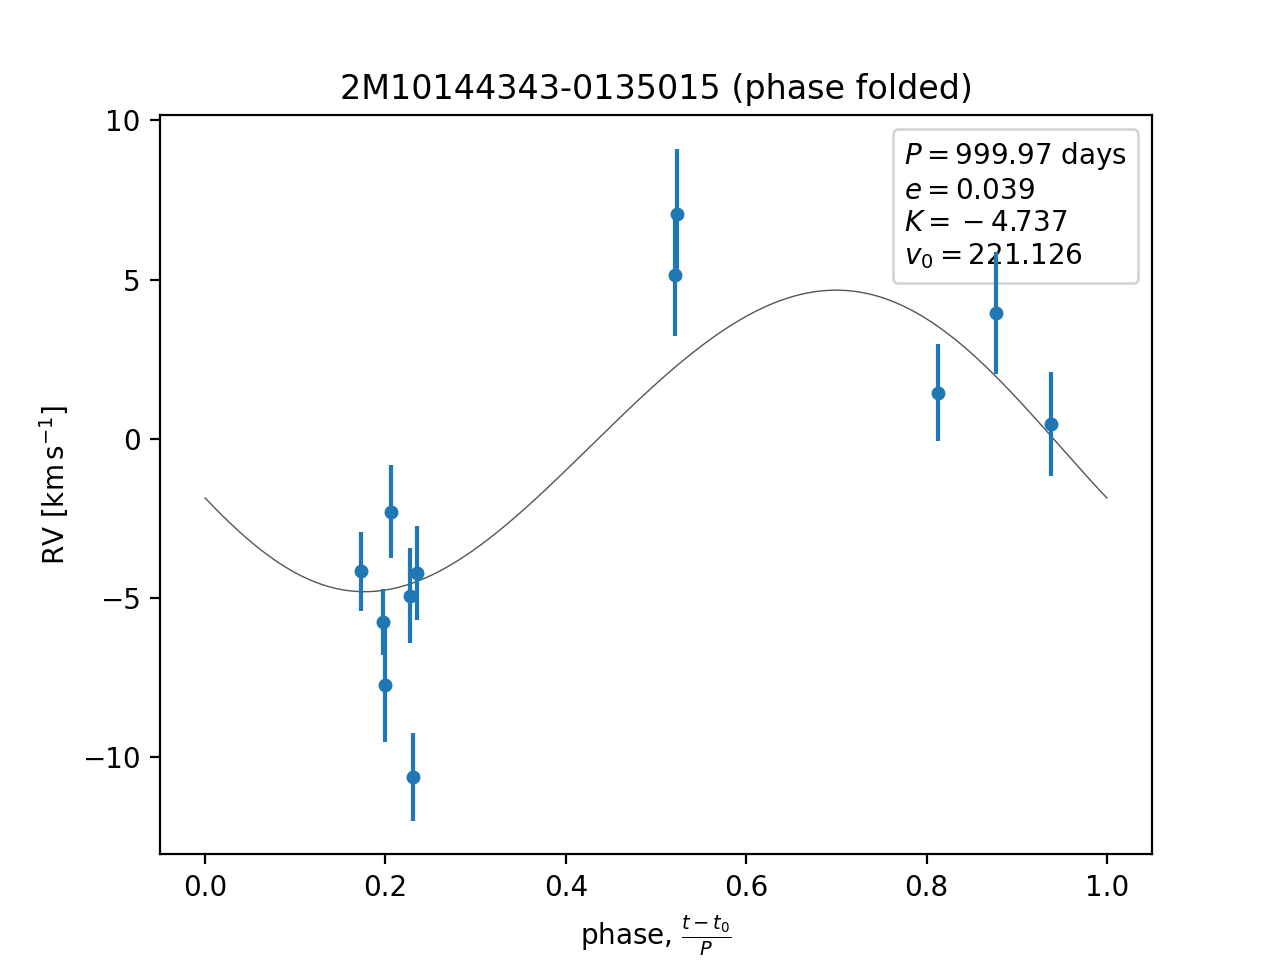 2M10144343-0135015 (phase folded)
P = 999.97 days
e = 0.039
K = −4.737
v₀ = 221.126
10
5
0
−5
−10
RV [km s⁻¹]
0.0 0.2 0.4 0.6 0.8 1.0
phase, (t − t₀)/P